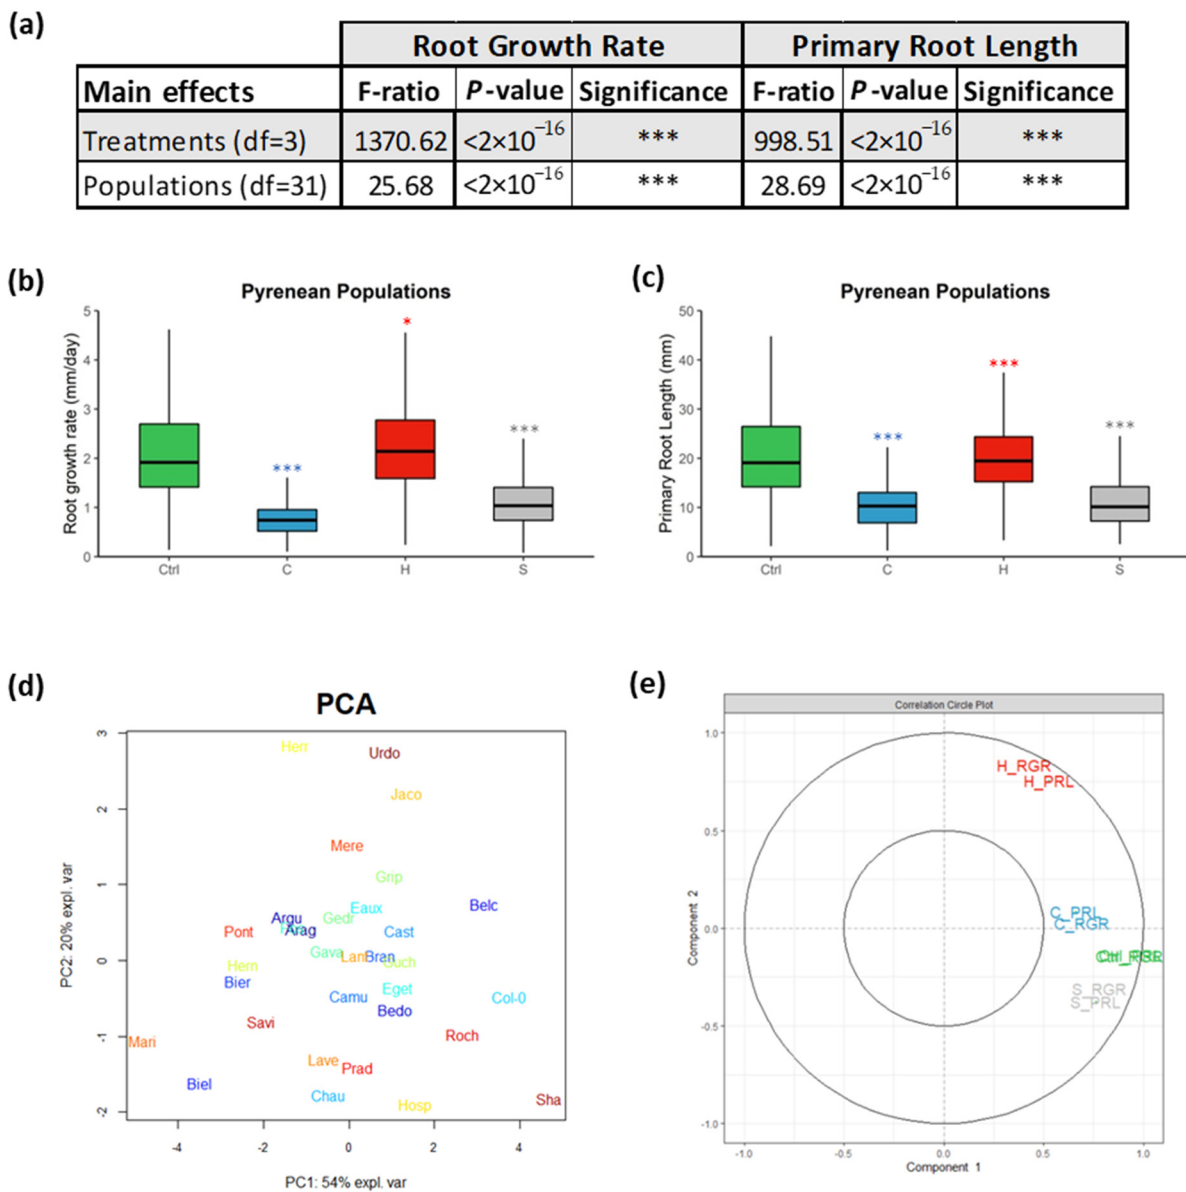 (a)
Root Growth Rate Primary Root Length
Main effects F-ratio P-value Significance F-ratio P-value Significance
Treatments (df=3) 1370.62 <2×10⁻¹⁶ *** 998.51 <2×10⁻¹⁶ ***
Populations (df=31) 25.68 <2×10⁻¹⁶ *** 28.69 <2×10⁻¹⁶ ***
(b)
Pyrenean Populations
Root growth rate (mm/day)
5
4
3
2
1
0
*
***
***
Ctrl C H S
(c)
Pyrenean Populations
Primary Root Length (mm)
50
40
30
20
10
0
***
***
***
Ctrl C H S
(d)
PCA
PC2: 20% expl. var
3
2
1
0
-1
-2
Herr
Urdo
Jaco
Mere
Grip
Belc
Eaux
Argu
Gedr
Arag
Pont
Cast
Gava
Lant
Bran
Guch
Hern
Bier
Eget
Camu
Col-0
Bedo
Savi
Roch
Mari
Lave
Prad
Biel
Chau
Hosp
Sha
-4 -2 0 2 4
PC1: 54% expl. var
(e)
Correlation Circle Plot
Component 2
1.0
0.5
0.0
-0.5
-1.0
H_RGR
H_PRL
C_PRL
C_RGR
S_RGR
S_PRL
-1.0 -0.5 0.0 0.5 1.0
Component 1